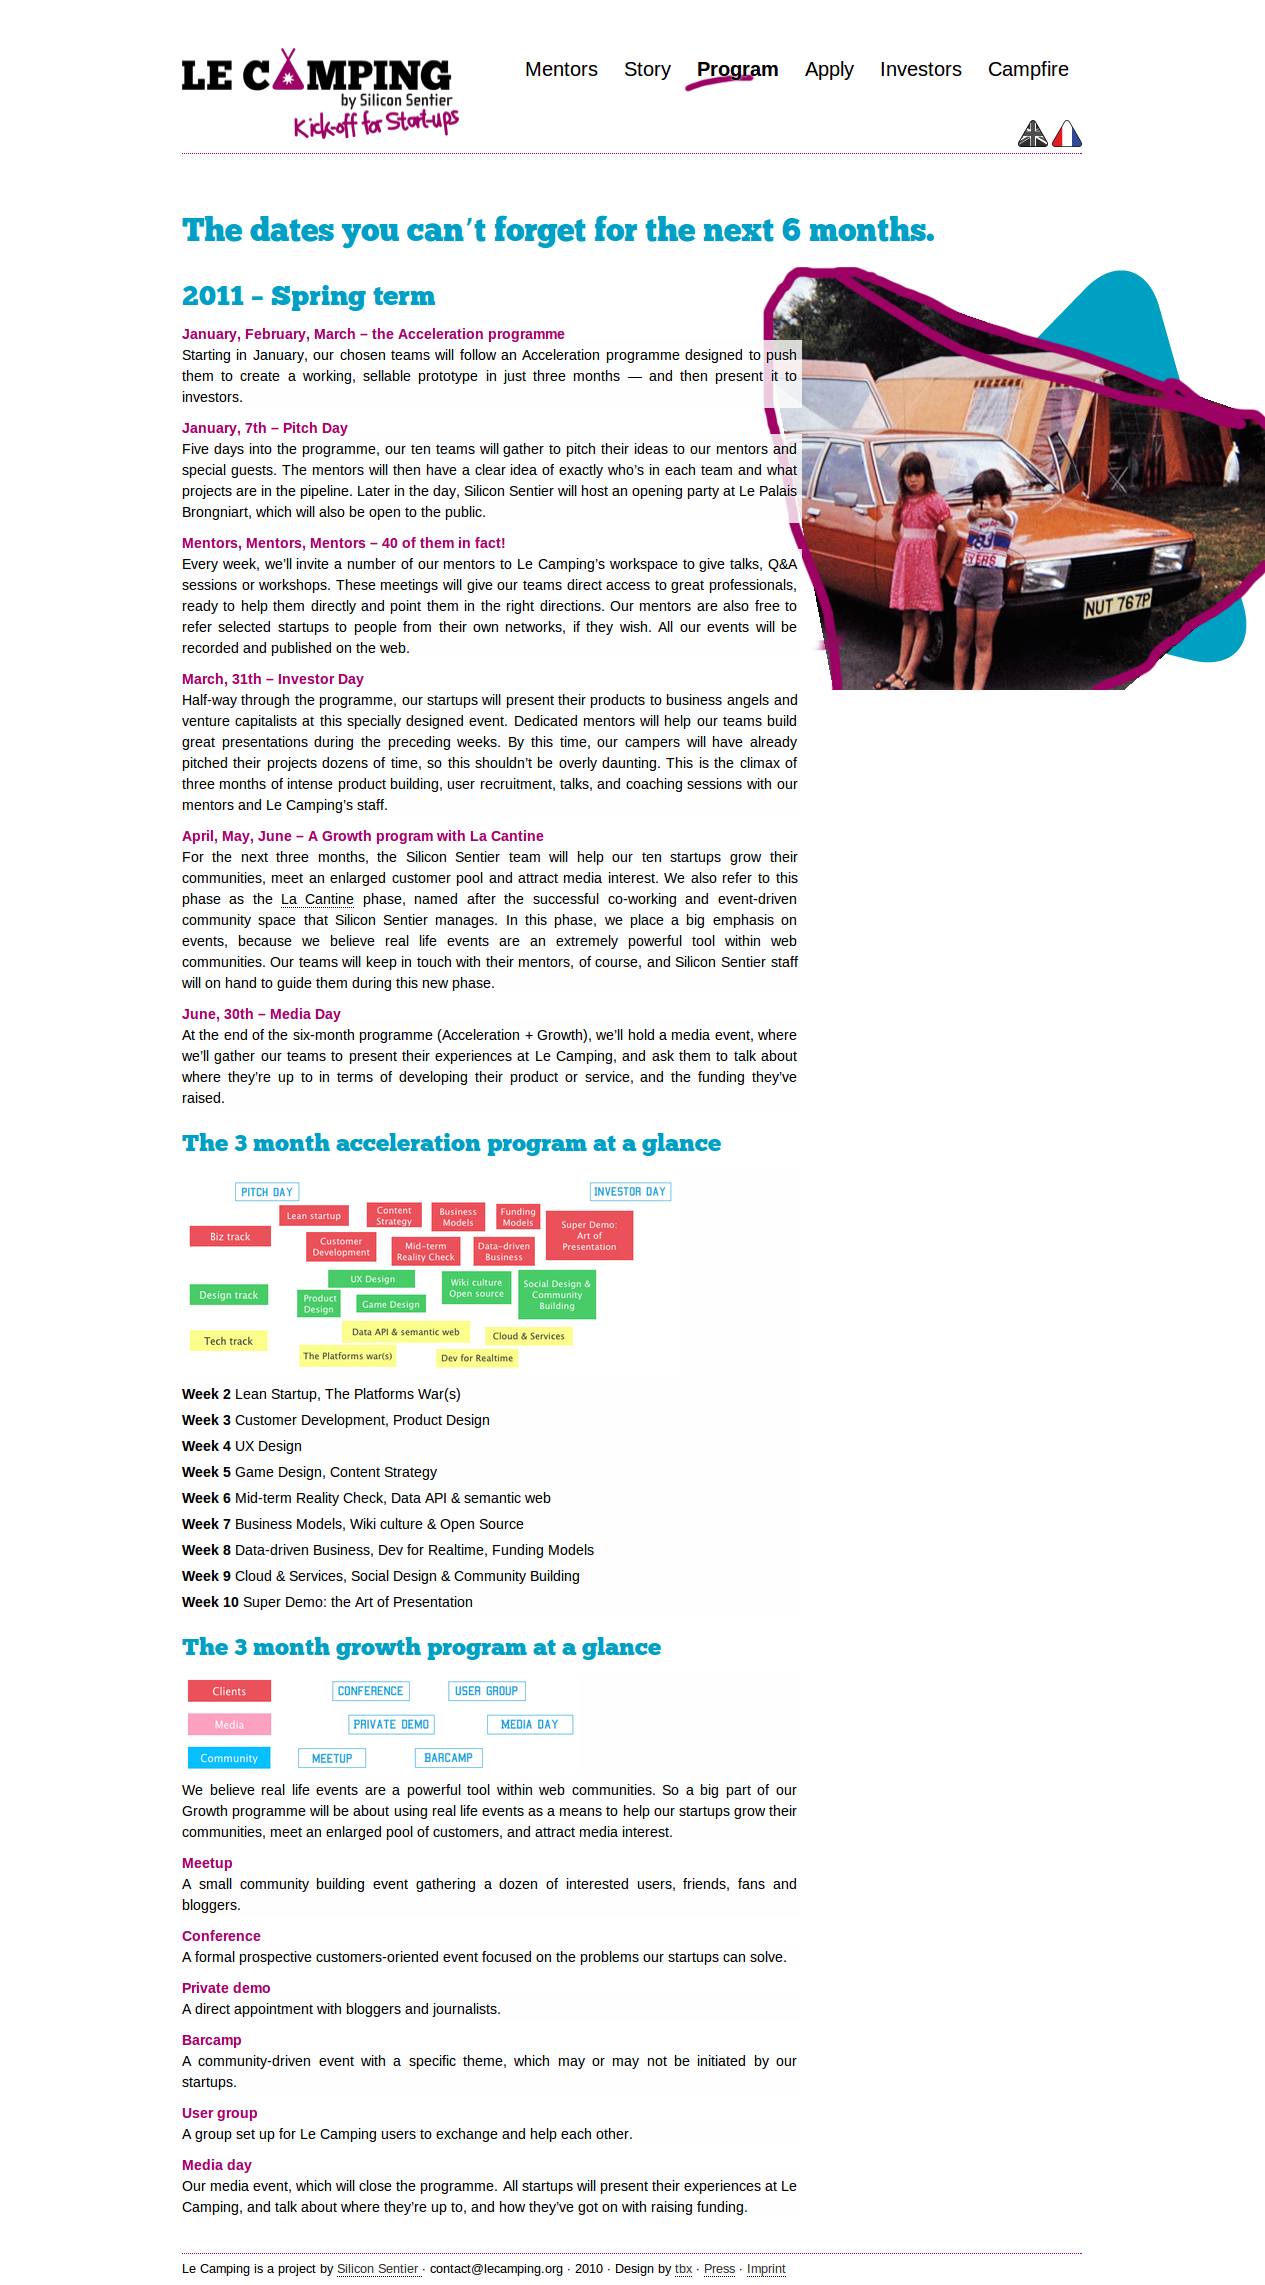 LE CAMPING
by Silicon Sentier
Kick-off for Start-ups
Mentors Story Program Apply Investors Campfire
The dates you can't forget for the next 6 months.
2011 – Spring term
January, February, March – the Acceleration programme
Starting in January, our chosen teams will follow an Acceleration programme designed to push
them to create a working, sellable prototype in just three months — and then present it to
investors.
January, 7th – Pitch Day
Five days into the programme, our ten teams will gather to pitch their ideas to our mentors and
special guests. The mentors will then have a clear idea of exactly who's in each team and what
projects are in the pipeline. Later in the day, Silicon Sentier will host an opening party at Le Palais
Brongniart, which will also be open to the public.
Mentors, Mentors, Mentors – 40 of them in fact!
Every week, we'll invite a number of our mentors to Le Camping's workspace to give talks, Q&A
sessions or workshops. These meetings will give our teams direct access to great professionals,
ready to help them directly and point them in the right directions. Our mentors are also free to
refer selected startups to people from their own networks, if they wish. All our events will be
recorded and published on the web.
FLYERS
NUT 767P
March, 31th – Investor Day
Half-way through the programme, our startups will present their products to business angels and
venture capitalists at this specially designed event. Dedicated mentors will help our teams build
great presentations during the preceding weeks. By this time, our campers will have already
pitched their projects dozens of time, so this shouldn't be overly daunting. This is the climax of
three months of intense product building, user recruitment, talks, and coaching sessions with our
mentors and Le Camping's staff.
April, May, June – A Growth program with La Cantine
For the next three months, the Silicon Sentier team will help our ten startups grow their
communities, meet an enlarged customer pool and attract media interest. We also refer to this
phase as the La Cantine phase, named after the successful co-working and event-driven
community space that Silicon Sentier manages. In this phase, we place a big emphasis on
events, because we believe real life events are an extremely powerful tool within web
communities. Our teams will keep in touch with their mentors, of course, and Silicon Sentier staff
will on hand to guide them during this new phase.
June, 30th – Media Day
At the end of the six-month programme (Acceleration + Growth), we'll hold a media event, where
we'll gather our teams to present their experiences at Le Camping, and ask them to talk about
where they're up to in terms of developing their product or service, and the funding they've
raised.
The 3 month acceleration program at a glance
PITCH DAY INVESTOR DAY
Biz track
Lean startup
Content
Strategy
Business
Models
Funding
Models
Super Demo:
Art of
Presentation
Customer
Development
Mid-term
Reality Check
Data-driven
Business
Design track
UX Design
Wiki culture
Open source
Social Design &
Community
Building
Product
Design
Game Design
Tech track
Data API & semantic web
Cloud & Services
The Platforms war(s)
Dev for Realtime
Week 2 Lean Startup, The Platforms War(s)
Week 3 Customer Development, Product Design
Week 4 UX Design
Week 5 Game Design, Content Strategy
Week 6 Mid-term Reality Check, Data API & semantic web
Week 7 Business Models, Wiki culture & Open Source
Week 8 Data-driven Business, Dev for Realtime, Funding Models
Week 9 Cloud & Services, Social Design & Community Building
Week 10 Super Demo: the Art of Presentation
The 3 month growth program at a glance
Clients CONFERENCE USER GROUP
Media PRIVATE DEMO MEDIA DAY
Community MEETUP BARCAMP
We believe real life events are a powerful tool within web communities. So a big part of our
Growth programme will be about using real life events as a means to help our startups grow their
communities, meet an enlarged pool of customers, and attract media interest.
Meetup
A small community building event gathering a dozen of interested users, friends, fans and
bloggers.
Conference
A formal prospective customers-oriented event focused on the problems our startups can solve.
Private demo
A direct appointment with bloggers and journalists.
Barcamp
A community-driven event with a specific theme, which may or may not be initiated by our
startups.
User group
A group set up for Le Camping users to exchange and help each other.
Media day
Our media event, which will close the programme. All startups will present their experiences at Le
Camping, and talk about where they're up to, and how they've got on with raising funding.
Le Camping is a project by Silicon Sentier · contact@lecamping.org · 2010 · Design by tbx · Press · Imprint